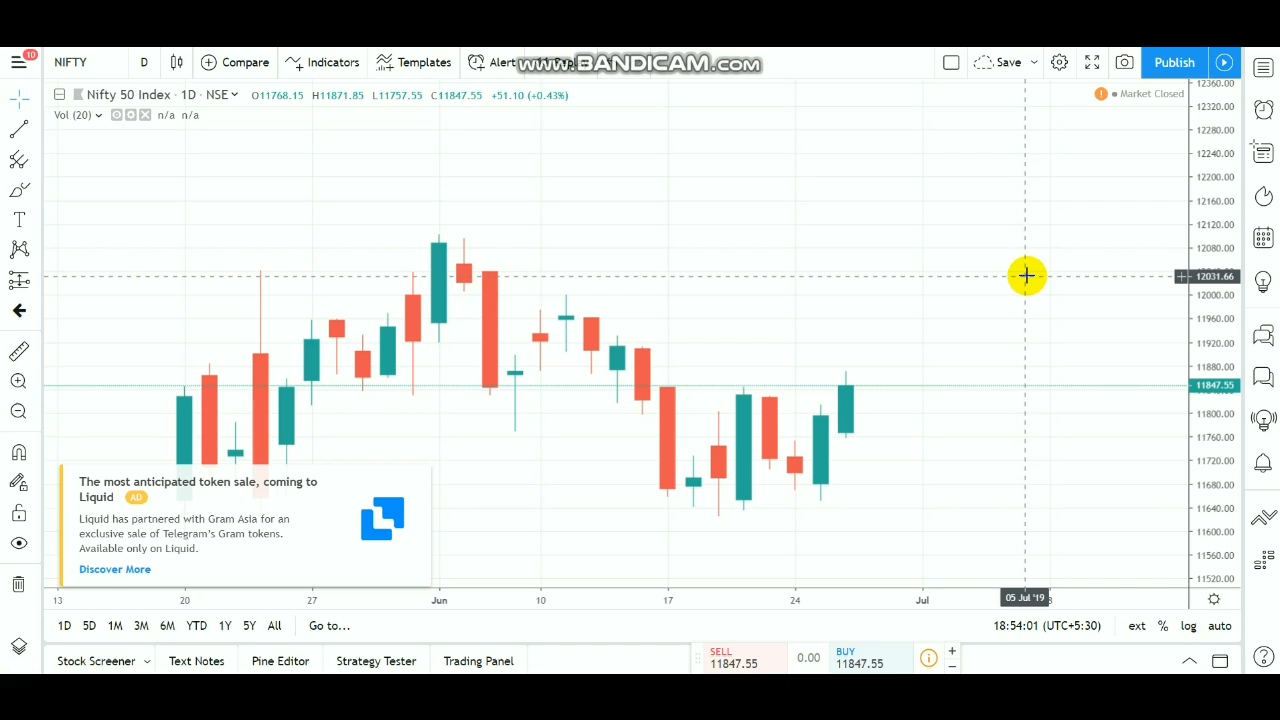 10
NIFTY
D
Compare
Indicators
Templates
Alert
WWW.BANDICAM.COM
Save
Publish
Nifty 50 Index · 1D · NSE
O11768.15 H11871.85 L11757.55 C11847.55 +51.10 (+0.43%)
Market Closed
Vol (20)
n/a n/a
12360.00
12320.00
12280.00
12240.00
12200.00
12160.00
12120.00
12080.00
12031.66
12000.00
11960.00
11920.00
11880.00
11847.55
11800.00
11760.00
11720.00
11680.00
11640.00
11600.00
11560.00
11520.00
The most anticipated token sale, coming to
Liquid AD
Liquid has partnered with Gram Asia for an
exclusive sale of Telegram's Gram tokens.
Available only on Liquid.
Discover More
13 20 27 Jun 10 17 24 Jul 05 Jul '19
1D 5D 1M 3M 6M YTD 1Y 5Y All Go to...
18:54:01 (UTC+5:30) ext % log auto
Stock Screener Text Notes Pine Editor Strategy Tester Trading Panel
SELL
11847.55
0.00
BUY
11847.55